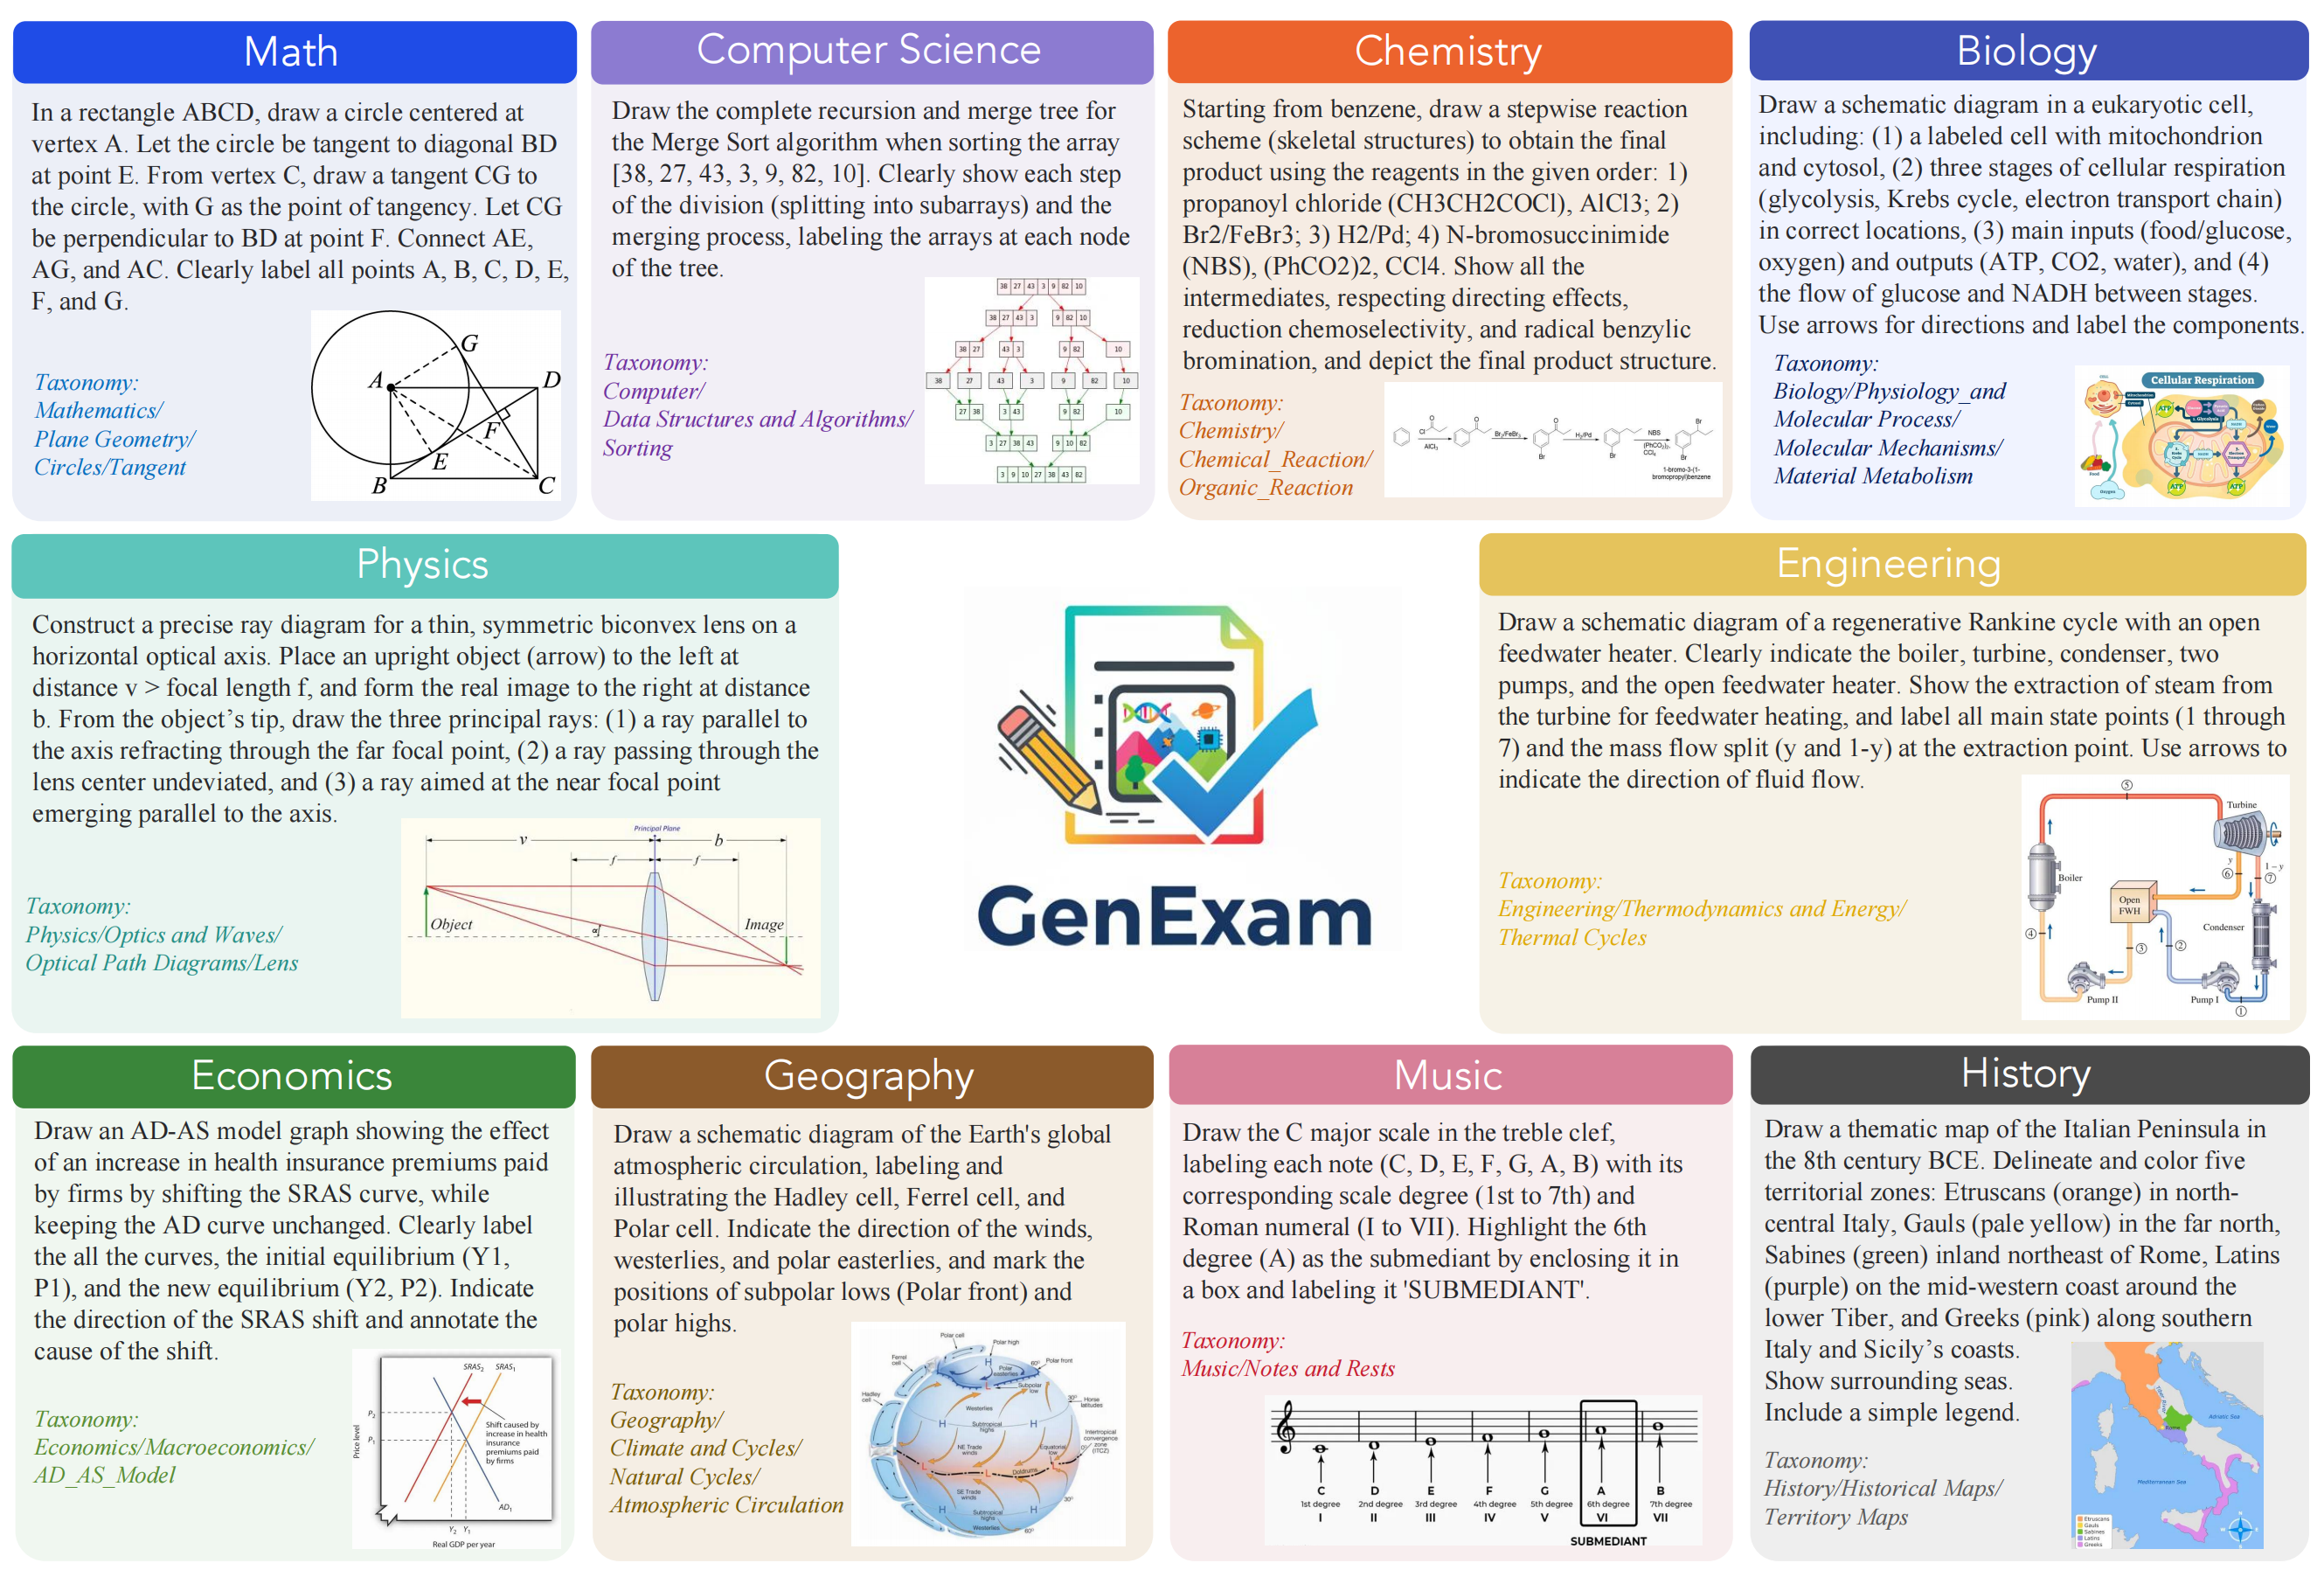 Math
In a rectangle ABCD, draw a circle centered at
vertex A. Let the circle be tangent to diagonal BD
at point E. From vertex C, draw a tangent CG to
the circle, with G as the point of tangency. Let CG
be perpendicular to BD at point F. Connect AE,
AG, and AC. Clearly label all points A, B, C, D, E,
F, and G.
Taxonomy:
Mathematics/
Plane Geometry/
Circles/Tangent
G
A
D
F
E
B
C
Computer Science
Draw the complete recursion and merge tree for
the Merge Sort algorithm when sorting the array
[38, 27, 43, 3, 9, 82, 10]. Clearly show each step
of the division (splitting into subarrays) and the
merging process, labeling the arrays at each node
of the tree.
Taxonomy:
Computer/
Data Structures and Algorithms/
Sorting
38 27 43 3 9 82 10
38 27 43 3 9 82 10
38 27 43 3 9 82 10
38 27 43 3 9 82 10
27 38 3 43 9 82 10
3 27 38 43 9 10 82
3 9 10 27 38 43 82
Chemistry
Starting from benzene, draw a stepwise reaction
scheme (skeletal structures) to obtain the final
product using the reagents in the given order: 1)
propanoyl chloride (CH3CH2COCl), AlCl3; 2)
Br2/FeBr3; 3) H2/Pd; 4) N-bromosuccinimide
(NBS), (PhCO2)2, CCl4. Show all the
intermediates, respecting directing effects,
reduction chemoselectivity, and radical benzylic
bromination, and depict the final product structure.
Taxonomy:
Chemistry/
Chemical_Reaction/
Organic_Reaction
O
Cl
AlCl₃
O
Br₂/FeBr₃
O
Br
H₂/Pd
Br
NBS
(PhCO₂)₂
CCl₄
Br
Br
1-bromo-3-(1-
bromopropyl)benzene
Biology
Draw a schematic diagram in a eukaryotic cell,
including: (1) a labeled cell with mitochondrion
and cytosol, (2) three stages of cellular respiration
(glycolysis, Krebs cycle, electron transport chain)
in correct locations, (3) main inputs (food/glucose,
oxygen) and outputs (ATP, CO2, water), and (4)
the flow of glucose and NADH between stages.
Use arrows for directions and label the components.
Taxonomy:
Biology/Physiology_and
Molecular Process/
Molecular Mechanisms/
Material Metabolism
Cellular Respiration
ATP
Food
Oxygen
ATP
ATP
Physics
Construct a precise ray diagram for a thin, symmetric biconvex lens on a
horizontal optical axis. Place an upright object (arrow) to the left at
distance v > focal length f, and form the real image to the right at distance
b. From the object’s tip, draw the three principal rays: (1) a ray parallel to
the axis refracting through the far focal point, (2) a ray passing through the
lens center undeviated, and (3) a ray aimed at the near focal point
emerging parallel to the axis.
Taxonomy:
Physics/Optics and Waves/
Optical Path Diagrams/Lens
Principal Plane
v
b
f
f
Object
Image
GenExam
Engineering
Draw a schematic diagram of a regenerative Rankine cycle with an open
feedwater heater. Clearly indicate the boiler, turbine, condenser, two
pumps, and the open feedwater heater. Show the extraction of steam from
the turbine for feedwater heating, and label all main state points (1 through
7) and the mass flow split (y and 1-y) at the extraction point. Use arrows to
indicate the direction of fluid flow.
Taxonomy:
Engineering/Thermodynamics and Energy/
Thermal Cycles
5
Turbine
y
1 – y
6
7
Boiler
Open
FWH
Condenser
4
3
2
Pump II
Pump I
1
Economics
Draw an AD-AS model graph showing the effect
of an increase in health insurance premiums paid
by firms by shifting the SRAS curve, while
keeping the AD curve unchanged. Clearly label
the all the curves, the initial equilibrium (Y1,
P1), and the new equilibrium (Y2, P2). Indicate
the direction of the SRAS shift and annotate the
cause of the shift.
Taxonomy:
Economics/Macroeconomics/
AD_AS_Model
SRAS₂ SRAS₁
P₂
P₁
Price level
Shift caused by
increase in health
insurance
premiums paid
by firms
AD₁
Y₂ Y₁
Real GDP per year
Geography
Draw a schematic diagram of the Earth's global
atmospheric circulation, labeling and
illustrating the Hadley cell, Ferrel cell, and
Polar cell. Indicate the direction of the winds,
westerlies, and polar easterlies, and mark the
positions of subpolar lows (Polar front) and
polar highs.
Taxonomy:
Geography/
Climate and Cycles/
Natural Cycles/
Atmospheric Circulation
Polar cell
Polar high
Ferrel
cell
H
60°
Polar front
Polar
easterlies
L
Subpolar
low
Hadley
cell
30°
Horse
latitudes
Westerlies
H
Subtropical
highs
H
Intertropical
convergence
zone
(ITCZ)
0°
NE Trade
winds
Equatorial
low
L
L
L
Doldrums
SE Trade
winds
30°
H
Subtropical
highs
H
Westerlies
60°
Music
Draw the C major scale in the treble clef,
labeling each note (C, D, E, F, G, A, B) with its
corresponding scale degree (1st to 7th) and
Roman numeral (I to VII). Highlight the 6th
degree (A) as the submediant by enclosing it in
a box and labeling it 'SUBMEDIANT'.
Taxonomy:
Music/Notes and Rests
C D E F G A B
1st degree 2nd degree 3rd degree 4th degree 5th degree 6th degree 7th degree
I II III IV V VI VII
SUBMEDIANT
History
Draw a thematic map of the Italian Peninsula in
the 8th century BCE. Delineate and color five
territorial zones: Etruscans (orange) in north-
central Italy, Gauls (pale yellow) in the far north,
Sabines (green) inland northeast of Rome, Latins
(purple) on the mid-western coast around the
lower Tiber, and Greeks (pink) along southern
Italy and Sicily’s coasts.
Show surrounding seas.
Include a simple legend.
Taxonomy:
History/Historical Maps/
Territory Maps
Adriatic Sea
Mediterranean Sea
Etruscans
Gauls
Sabines
Latins
Greeks